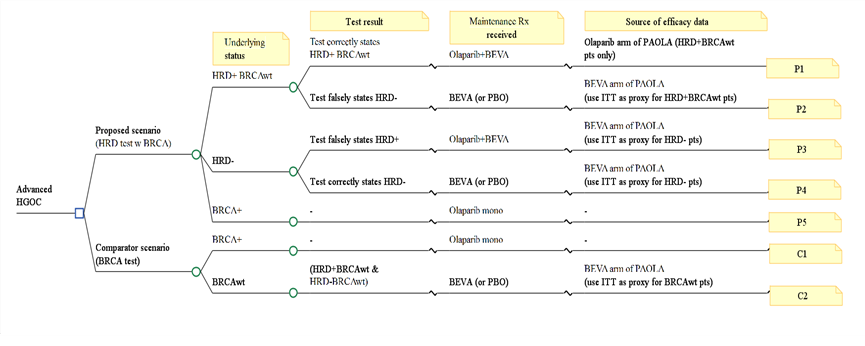 Test result
Maintenance Rx
received
Source of efficacy data
Underlying
status
Test correctly states
HRD+ BRCAwt
Olaparib+BEVA
Olaparib arm of PAOLA (HRD+BRCAwt
pts only)
P1
HRD+ BRCAwt
Test falsely states HRD-
BEVA (or PBO)
BEVA arm of PAOLA
(use ITT as proxy for HRD+BRCAwt pts)
P2
Proposed scenario
(HRD test w BRCA)
Test falsely states HRD+
Olaparib+BEVA
BEVA arm of PAOLA
(use ITT as proxy for HRD- pts)
P3
HRD-
Test correctly states HRD-
BEVA (or PBO)
BEVA arm of PAOLA
(use ITT as proxy for HRD- pts)
P4
Advanced
HGOC
BRCA+
-
Olaparib mono
-
P5
Comparator scenario
(BRCA test)
BRCA+
-
Olaparib mono
-
C1
BRCAwt
(HRD+BRCAwt &
HRD-BRCAwt)
BEVA (or PBO)
BEVA arm of PAOLA
(use ITT as proxy for BRCAwt pts)
C2